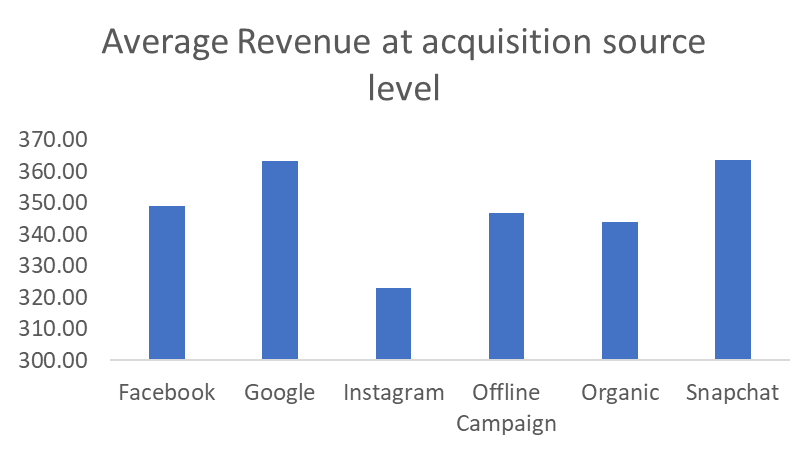 Average Revenue at acquisition source
level
370.00
360.00
350.00
340.00
330.00
320.00
310.00
300.00
Facebook Google Instagram Offline Campaign Organic Snapchat